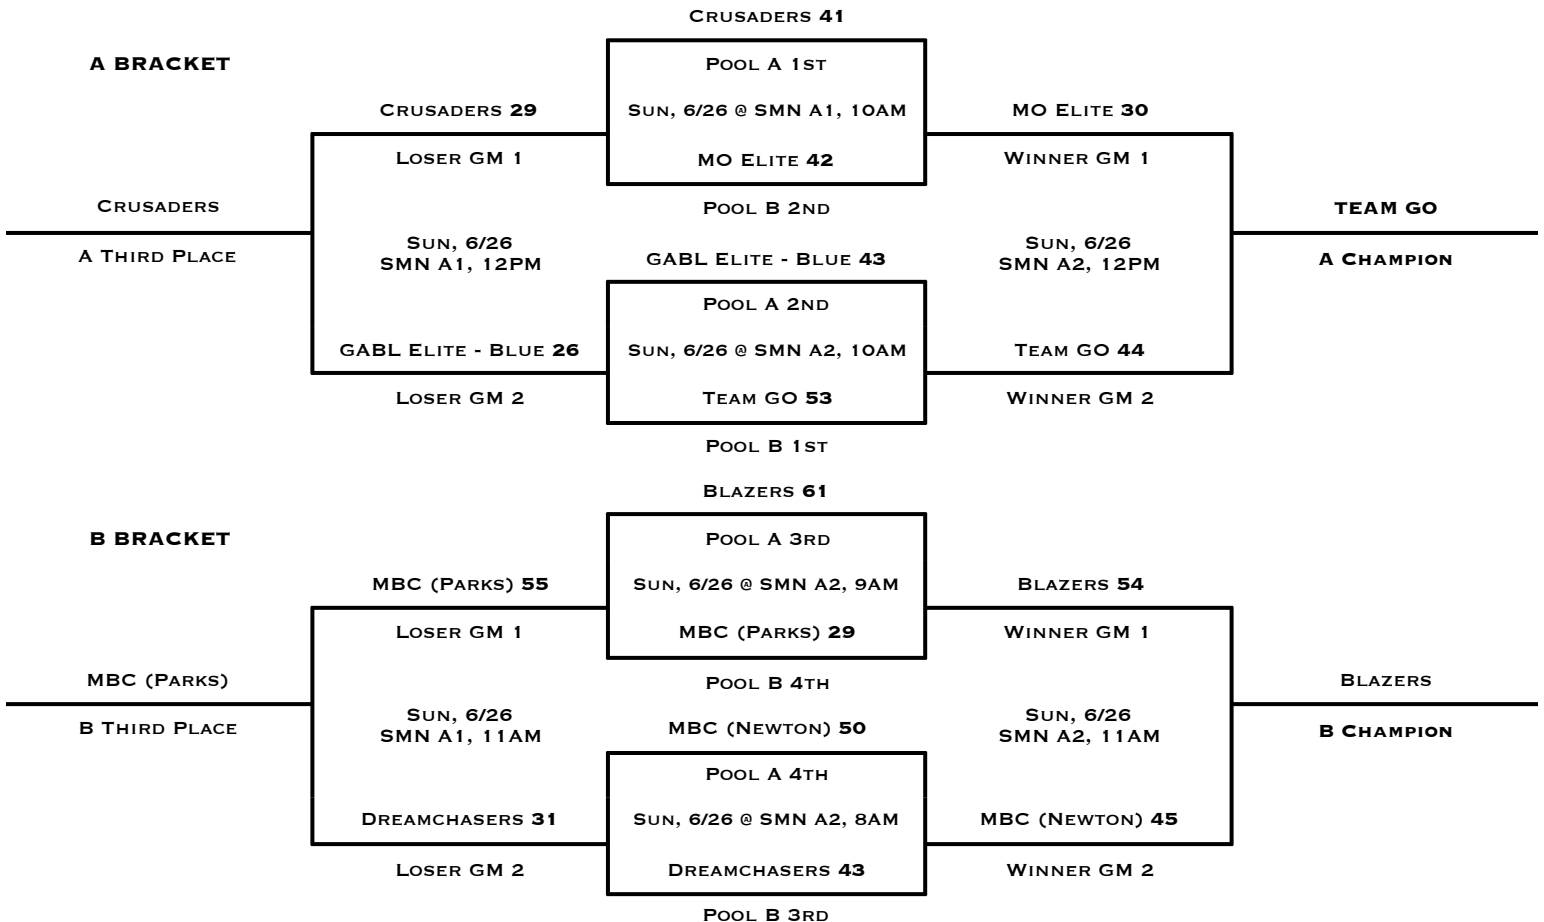 Crusaders 41
A BRACKET
Pool A 1st
Crusaders 29
Sun, 6/26 @ SMN A1, 10AM
MO Elite 30
Loser GM 1
MO Elite 42
Winner GM 1
Crusaders
Pool B 2nd
TEAM GO
A Third Place
Sun, 6/26
SMN A1, 12PM
GABL Elite - Blue 43
Sun, 6/26
SMN A2, 12PM
A Champion
Pool A 2nd
GABL Elite - Blue 26
Sun, 6/26 @ SMN A2, 10AM
Team GO 44
Loser GM 2
Team GO 53
Winner GM 2
Pool B 1st
Blazers 61
B BRACKET
Pool A 3rd
MBC (Parks) 55
Sun, 6/26 @ SMN A2, 9AM
Blazers 54
Loser GM 1
MBC (Parks) 29
Winner GM 1
MBC (Parks)
Pool B 4th
Blazers
B Third Place
Sun, 6/26
SMN A1, 11AM
MBC (Newton) 50
Sun, 6/26
SMN A2, 11AM
B Champion
Pool A 4th
Dreamchasers 31
Sun, 6/26 @ SMN A2, 8AM
MBC (Newton) 45
Loser GM 2
Dreamchasers 43
Winner GM 2
Pool B 3rd